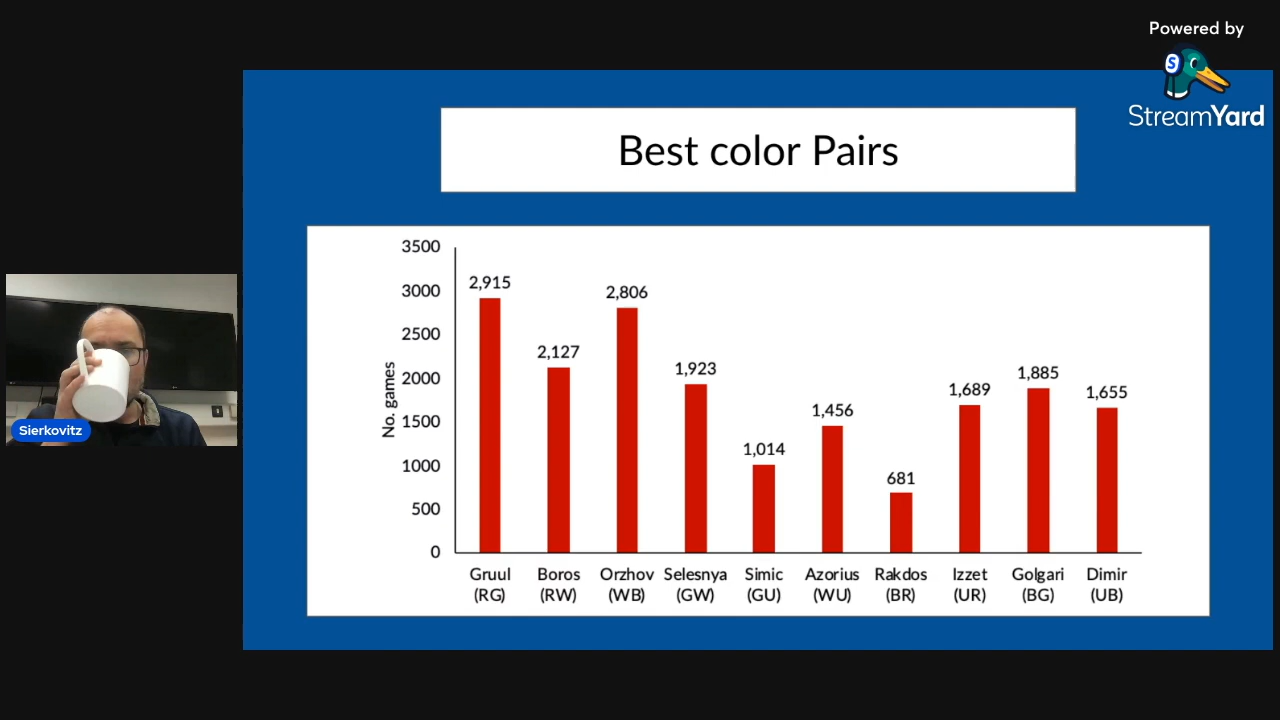 Powered by
StreamYard
Best color Pairs
3500
3000
2500
2000
1500
1000
500
0
No. games
2,915
2,127
2,806
1,923
1,014
1,456
681
1,689
1,885
1,655
Gruul Boros Orzhov Selesnya Simic Azorius Rakdos Izzet Golgari Dimir
(RG) (RW) (WB) (GW) (GU) (WU) (BR) (UR) (BG) (UB)
Sierkovitz